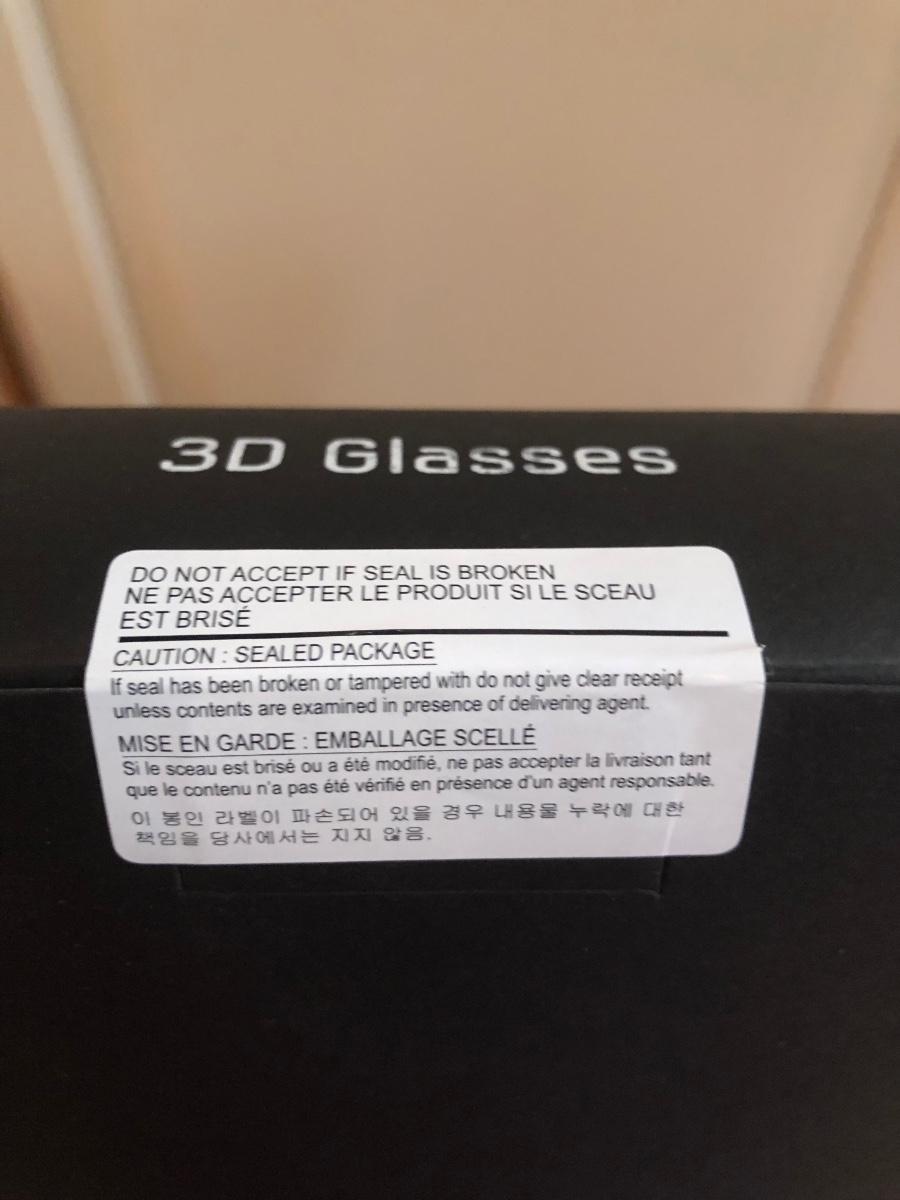 3D Glasses
DO NOT ACCEPT IF SEAL IS BROKEN
NE PAS ACCEPTER LE PRODUIT SI LE SCEAU
EST BRISÉ
CAUTION : SEALED PACKAGE
If seal has been broken or tampered with do not give clear receipt
unless contents are examined in presence of delivering agent.
MISE EN GARDE : EMBALLAGE SCELLÉ
Si le sceau est brisé ou a été modifié, ne pas accepter la livraison tant
que le contenu n'a pas été vérifié en présence d'un agent responsable.
이 봉인 라벨이 파손되어 있을 경우 내용물 누락에 대한
책임을 당사에서는 지지 않음.